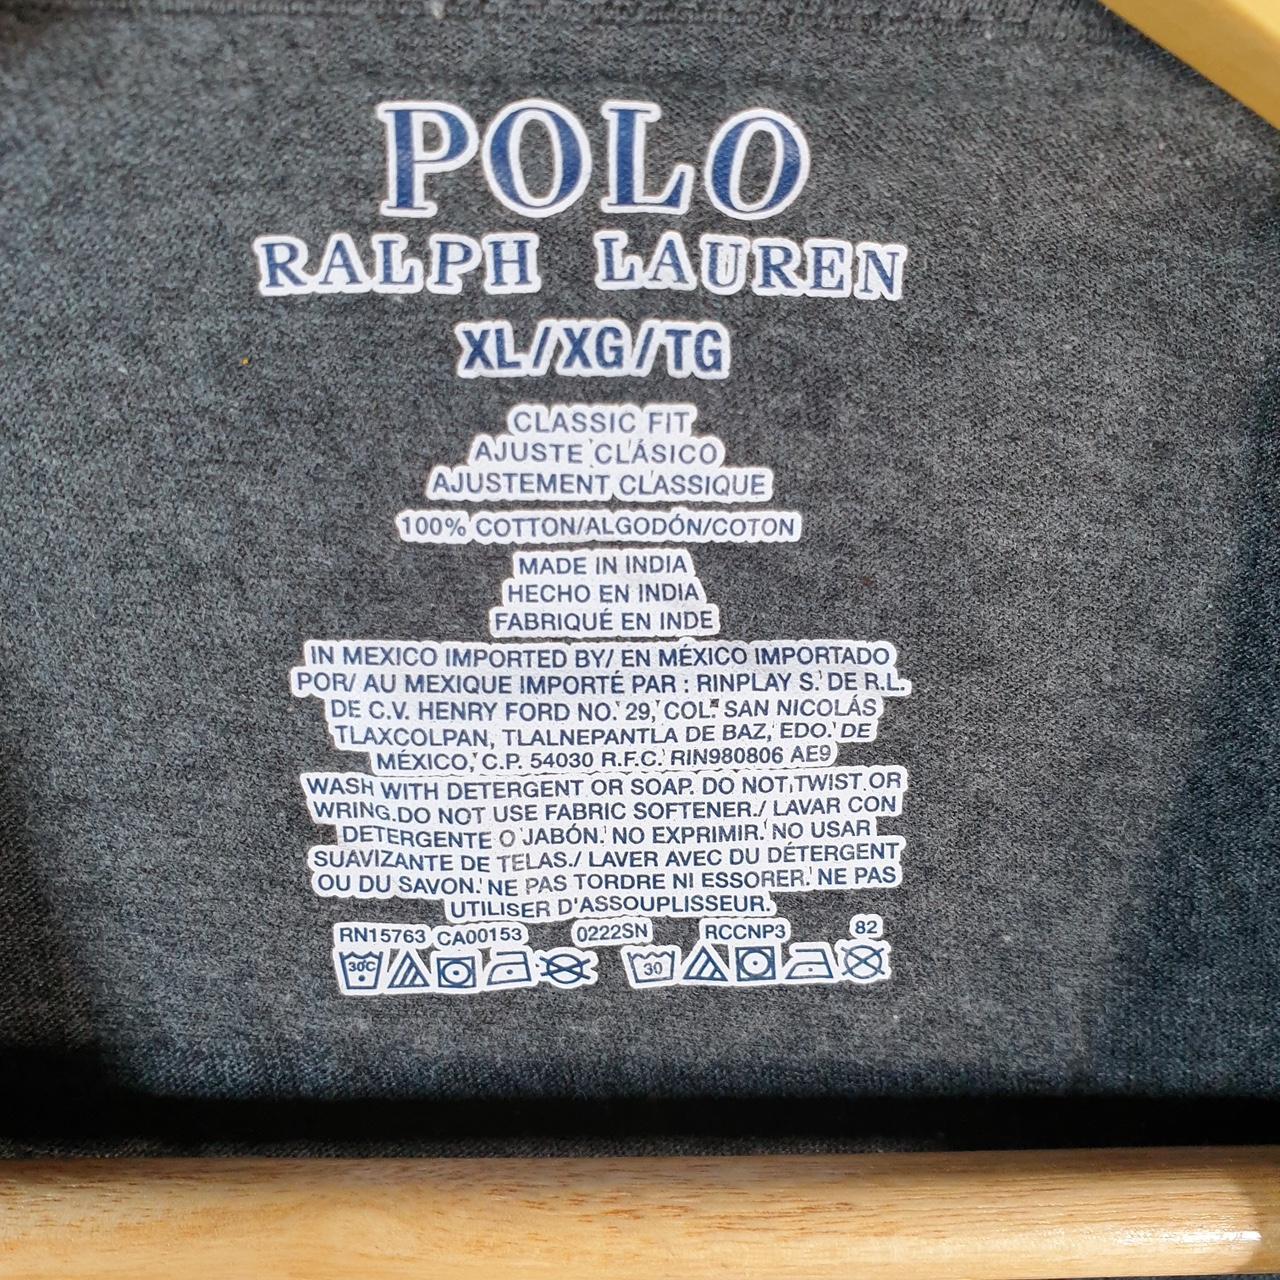 POLO
RALPH LAUREN
XL/XG/TG
CLASSIC FIT
AJUSTE CLÁSICO
AJUSTEMENT CLASSIQUE
100% COTTON/ALGODÓN/COTON
MADE IN INDIA
HECHO EN INDIA
FABRIQUÉ EN INDE
IN MEXICO IMPORTED BY/ EN MÉXICO IMPORTADO
POR/ AU MEXIQUE IMPORTÉ PAR : RINPLAY S. DE R.L.
DE C.V. HENRY FORD NO. 29, COL. SAN NICOLÁS
TLAXCOLPAN, TLALNEPANTLA DE BAZ, EDO. DE
MÉXICO, C.P. 54030 R.F.C. RIN980806 AE9
WASH WITH DETERGENT OR SOAP. DO NOT TWIST OR
WRING.DO NOT USE FABRIC SOFTENER./ LAVAR CON
DETERGENTE O JABÓN. NO EXPRIMIR. NO USAR
SUAVIZANTE DE TELAS./ LAVER AVEC DU DÉTERGENT
OU DU SAVON. NE PAS TORDRE NI ESSORER. NE PAS
UTILISER D'ASSOUPLISSEUR.
RN15763 CA00153 0222SN RCCNP3 82
30C 30